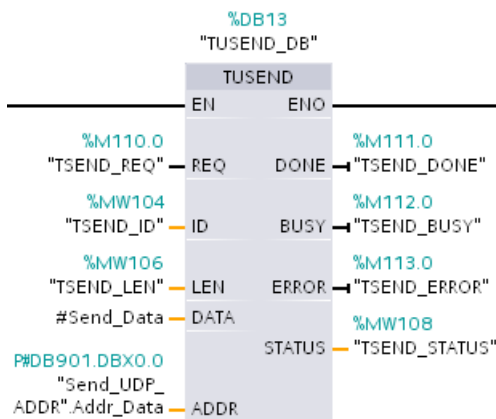 %DB13
"TUSEND_DB"
TUSEND
EN ENO
%M110.0 %M111.0
"TSEND_REQ" REQ DONE "TSEND_DONE"
%MW104 %M112.0
"TSEND_ID" ID BUSY "TSEND_BUSY"
%MW106 %M113.0
"TSEND_LEN" LEN ERROR "TSEND_ERROR"
#Send_Data DATA %MW108
STATUS "TSEND_STATUS"
P#DB901.DBX0.0
"Send_UDP_
ADDR".Addr_Data ADDR